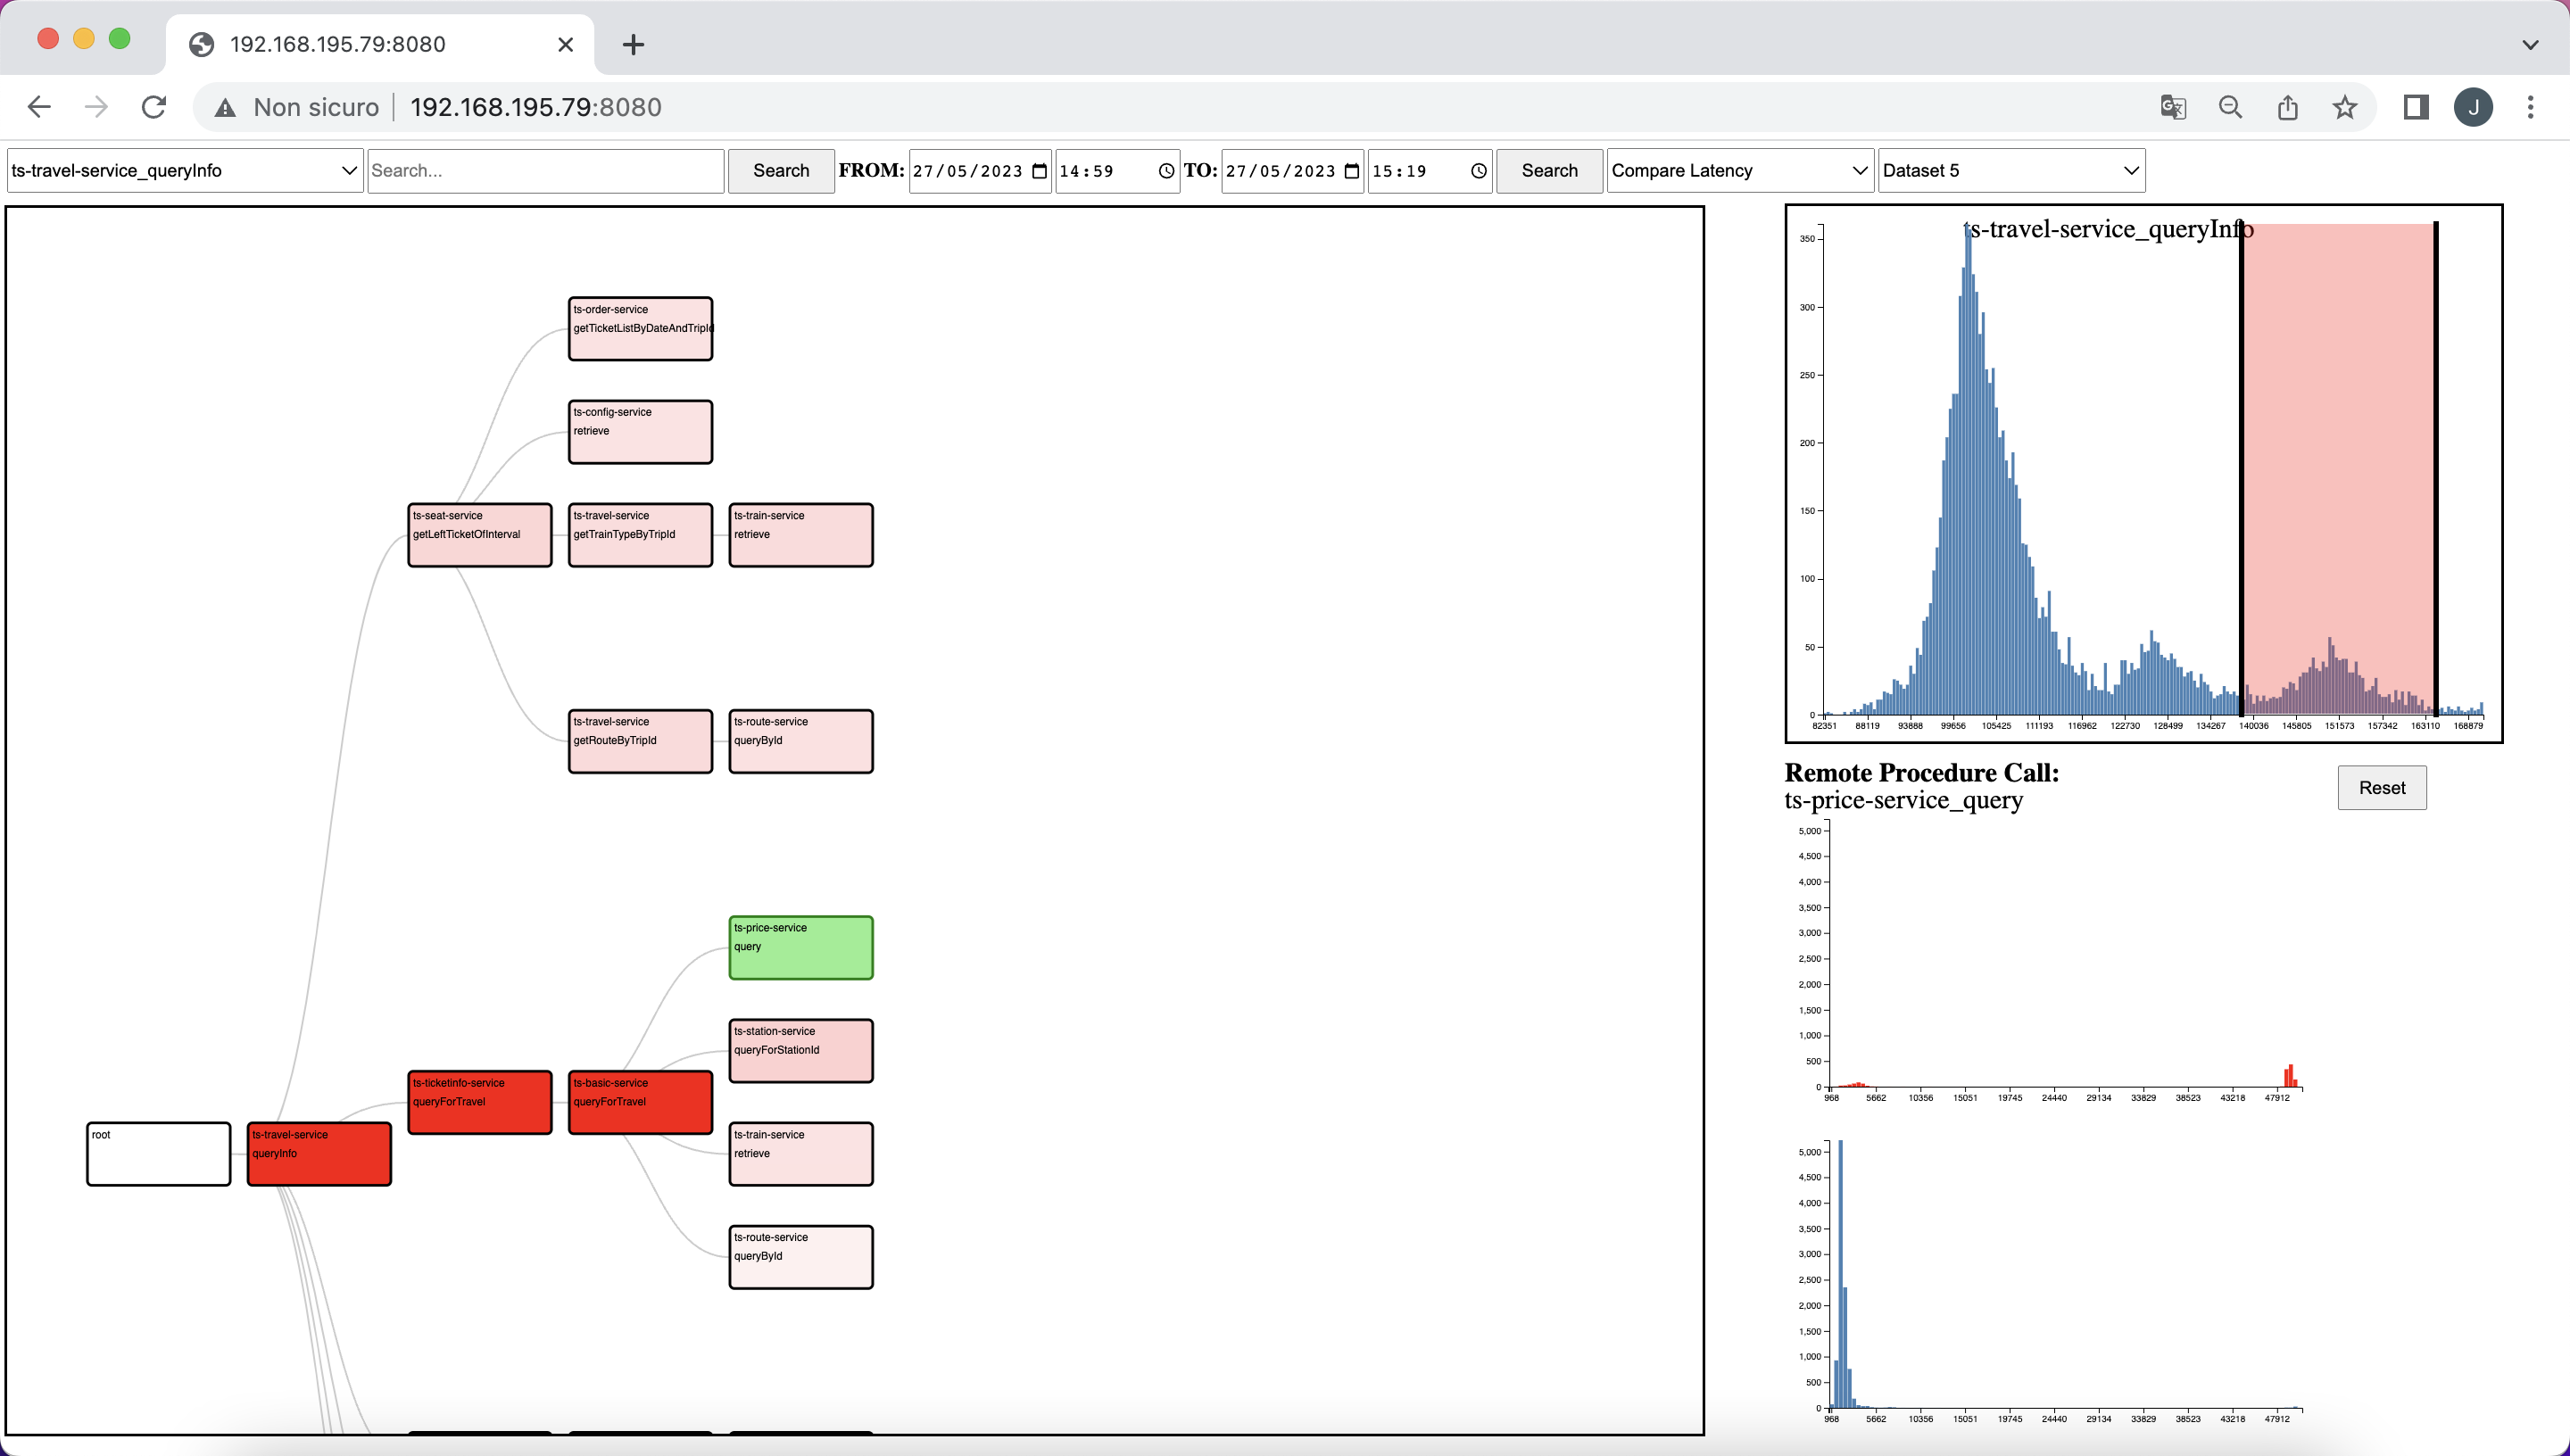 192.168.195.79:8080
Non sicuro
192.168.195.79:8080
J
ts-travel-service_queryInfo
Search...
Search
FROM:
27/05/2023
14:59
TO:
27/05/2023
15:19
Search
Compare Latency
Dataset 5
ts-order-service
getTicketListByDateAndTripId
ts-config-service
retrieve
ts-seat-service
getLeftTicketOfInterval
ts-travel-service
getTrainTypeByTripId
ts-train-service
retrieve
ts-travel-service
getRouteByTripId
ts-route-service
queryById
ts-price-service
query
ts-station-service
queryForStationId
ts-ticketinfo-service
queryForTravel
ts-basic-service
queryForTravel
root
ts-travel-service
queryInfo
ts-train-service
retrieve
ts-route-service
queryById
ts-travel-service_queryInfo
350
300
250
200
150
100
50
0
82351 88119 93888 99656 105425 111193 116962 122730 128499 134267 140036 145805 151573 157342 163110 168879
Remote Procedure Call:
ts-price-service_query
Reset
5,000
4,500
4,000
3,500
3,000
2,500
2,000
1,500
1,000
500
0
968 5662 10356 15051 19745 24440 29134 33829 38523 43218 47912
5,000
4,500
4,000
3,500
3,000
2,500
2,000
1,500
1,000
500
0
968 5662 10356 15051 19745 24440 29134 33829 38523 43218 47912